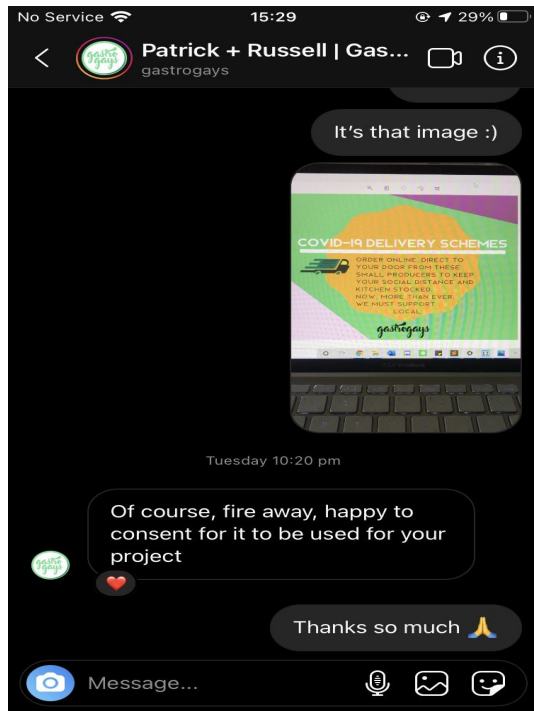 No Service 15:29 29%
Patrick + Russell | Gas...
gastrogays
It's that image :)
COVID-19 DELIVERY SCHEMES
ORDER ONLINE, DIRECT TO
YOUR DOOR FROM THESE
SMALL PRODUCERS TO KEEP
YOUR SOCIAL DISTANCE AND
KITCHEN STOCKED.
NOW, MORE THAN EVER,
WE MUST SUPPORT
LOCAL.
gastrogays
Tuesday 10:20 pm
Of course, fire away, happy to
consent for it to be used for your
project
gastro
gays
Thanks so much 🙏
Message...